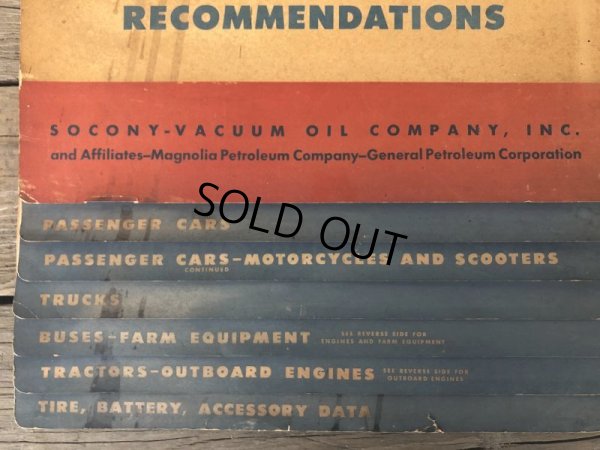 RECOMMENDATIONS
SOCONY-VACUUM OIL COMPANY, INC.
and Affiliates—Magnolia Petroleum Company—General Petroleum Corporation
SOLD OUT
PASSENGER CARS
PASSENGER CARS—MOTORCYCLES AND SCOOTERS
CONTINUED
TRUCKS
BUSES—FARM EQUIPMENT SEE REVERSE SIDE FOR
ENGINES AND FARM EQUIPMENT
TRACTORS—OUTBOARD ENGINES SEE REVERSE SIDE FOR
OUTBOARD ENGINES
TIRE, BATTERY, ACCESSORY DATA